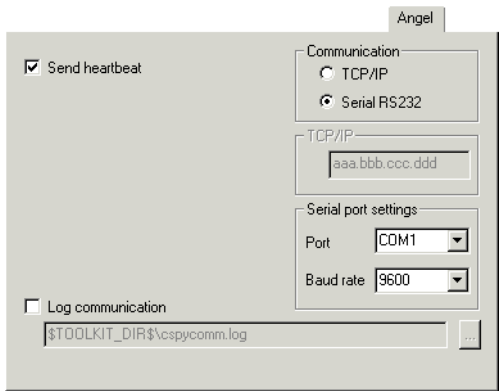 Angel
Send heartbeat
Communication
TCP/IP
Serial RS232
TCP/IP
aaa.bbb.ccc.ddd
Serial port settings
Port COM1
Baud rate 9600
Log communication
$TOOLKIT_DIR$\cspycomm.log ...